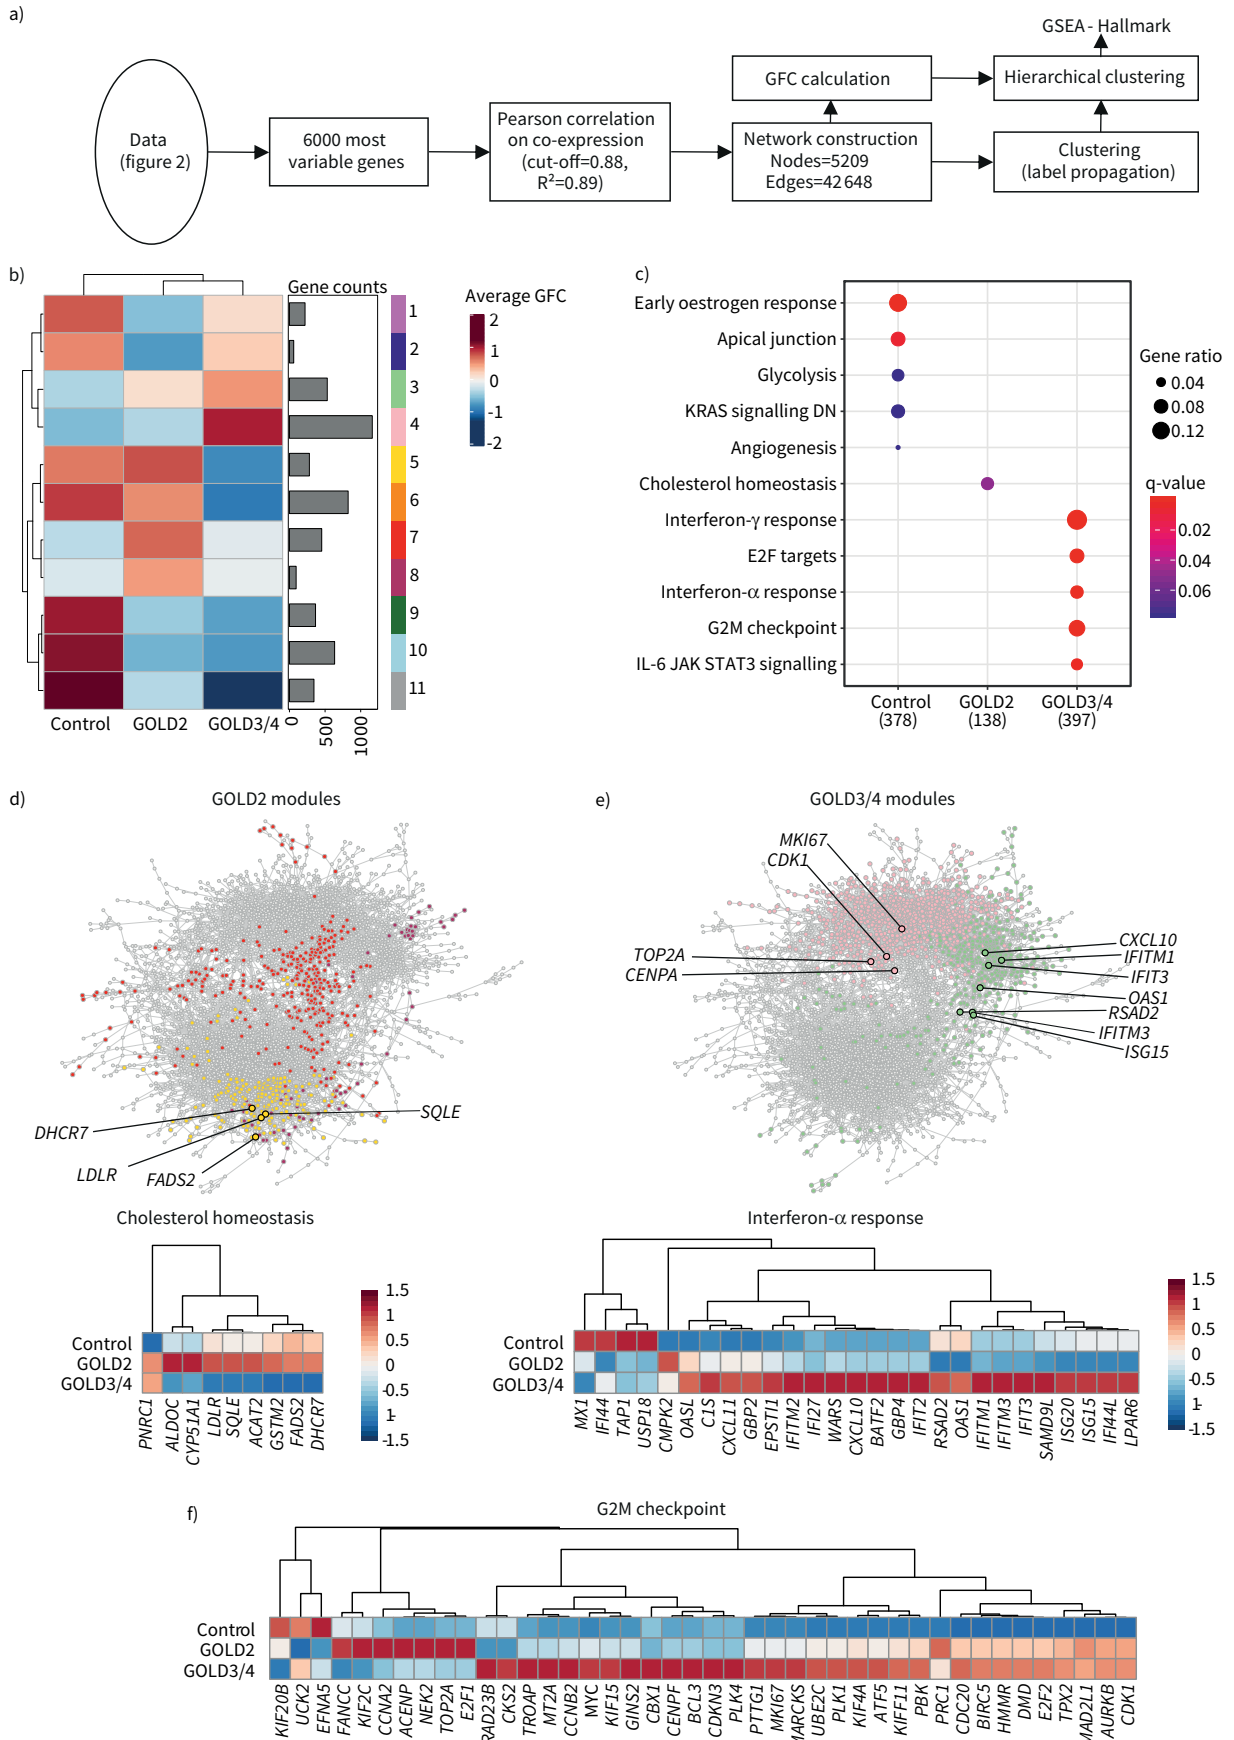 a)
Data
(figure 2)
6000 most
variable genes
Pearson correlation
on co-expression
(cut-off=0.88,
R²=0.89)
GFC calculation
Network construction
Nodes=5209
Edges=42 648
GSEA - Hallmark
Hierarchical clustering
Clustering
(label propagation)
b)
Gene counts
1
2
3
4
5
6
7
8
9
10
11
Control
GOLD2
GOLD3/4
0
500
1000
Average GFC
2
1
0
-1
-2
c)
Early oestrogen response
Apical junction
Glycolysis
KRAS signalling DN
Angiogenesis
Cholesterol homeostasis
Interferon-γ response
E2F targets
Interferon-α response
G2M checkpoint
IL-6 JAK STAT3 signalling
Control
(378)
GOLD2
(138)
GOLD3/4
(397)
Gene ratio
0.04
0.08
0.12
q-value
0.02
0.04
0.06
d)
GOLD2 modules
DHCR7
LDLR
FADS2
SQLE
Cholesterol homeostasis
Control
GOLD2
GOLD3/4
PNRC1
ALDOC
CYP51A1
LDLR
SQLE
ACAT2
GSTM2
FADS2
DHCR7
1.5
1
0.5
0
0.5
1
-1.5
e)
GOLD3/4 modules
MKI67
CDK1
TOP2A
CENPA
CXCL10
IFITM1
IFIT3
OAS1
RSAD2
IFITM3
ISG15
Interferon-α response
Control
GOLD2
GOLD3/4
MX1
IFI44
TAP1
USP18
CMPK2
OASL
C1S
CXCL11
GBP2
EPSTI1
IFITM2
IFI27
WARS
CXCL10
BATF2
GBP4
IFIT2
RSAD2
OAS1
IFITM1
IFITM3
IFIT3
SAMD9L
ISG20
ISG15
IFI44L
LPAR6
1.5
1
0.5
0
-0.5
1
-1.5
f)
G2M checkpoint
Control
GOLD2
GOLD3/4
KIF20B
UCK2
EFNA5
FANCC
KIF2C
CCNA2
ACENP
NEK2
TOP2A
E2F1
RAD23B
CKS2
TROAP
MT2A
CCNB2
MYC
KIF15
GINS2
CBX1
CENPF
BCL3
CDKN3
PLK4
PTTG1
MKI67
MARCKS
UBE2C
PLK1
KIF4A
ATF5
KIFF11
PBK
PRC1
CDC20
BIRC5
HMMR
DMD
E2F2
TPX2
MAD2L1
AURKB
CDK1